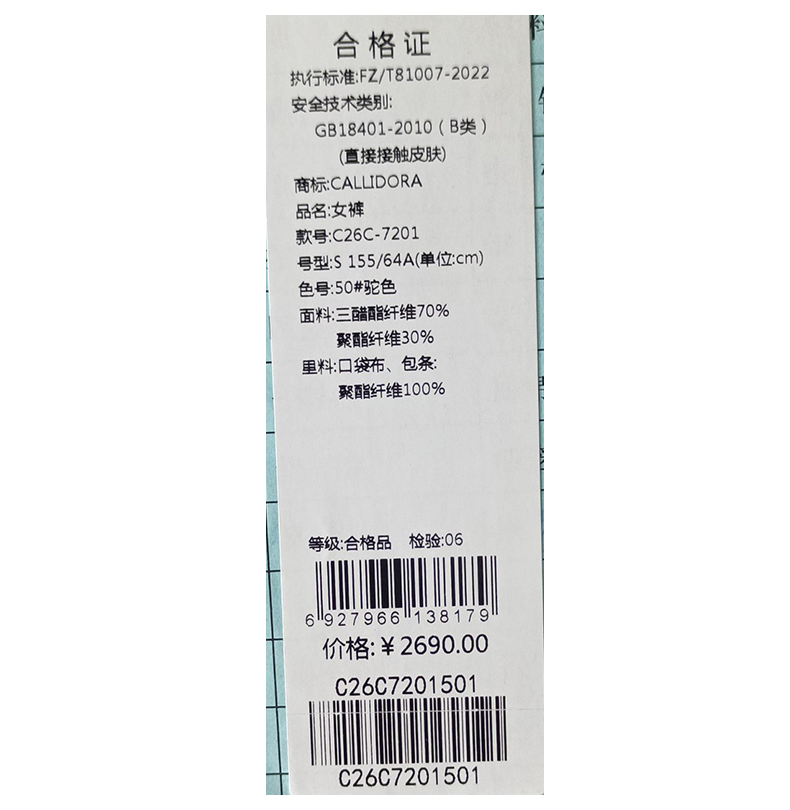 合格证
执行标准:FZ/T81007-2022
安全技术类别:
GB18401-2010(B类)
(直接接触皮肤)
商标:CALLIDORA
品名:女裤
款号:C26C-7201
号型:S 155/64A(单位:cm)
色号:50#驼色
面料:三醋酯纤维70%
聚酯纤维30%
里料:口袋布、包条:
聚酯纤维100%
等级:合格品 检验:06
6 927966 138179
价格:¥2690.00
C26C7201501
C26C7201501